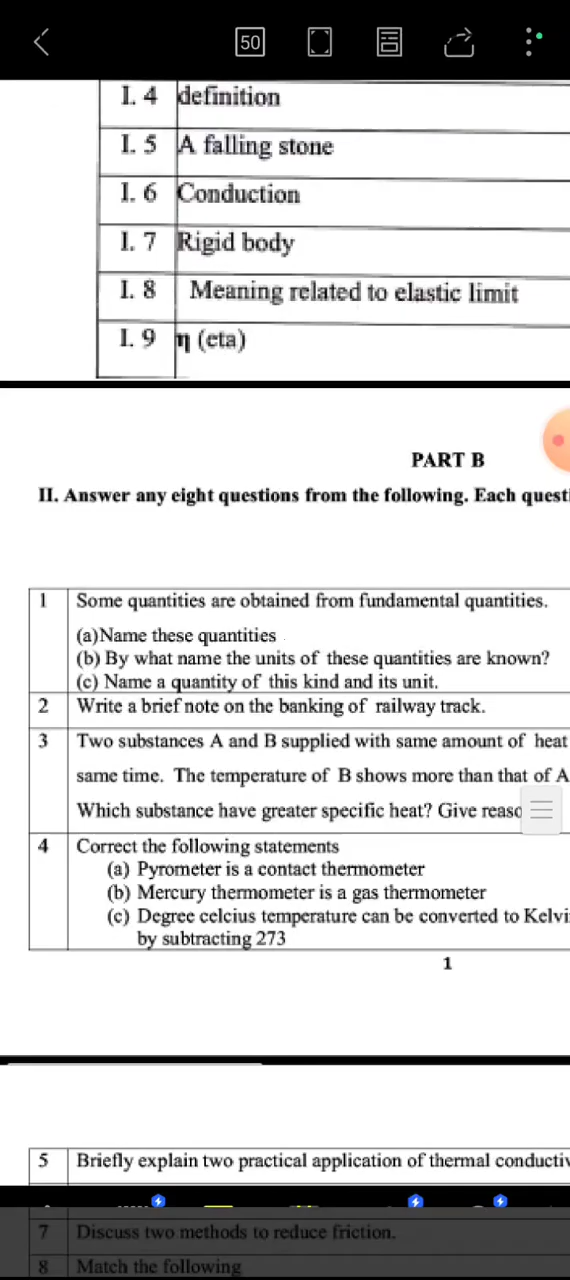 50
I. 4 definition
I. 5 A falling stone
I. 6 Conduction
I. 7 Rigid body
I. 8 Meaning related to elastic limit
I. 9 η (eta)
PART B
II. Answer any eight questions from the following. Each questi
1 Some quantities are obtained from fundamental quantities.
(a)Name these quantities
(b) By what name the units of these quantities are known?
(c) Name a quantity of this kind and its unit.
2 Write a brief note on the banking of railway track.
3 Two substances A and B supplied with same amount of heat
same time. The temperature of B shows more than that of A
Which substance have greater specific heat? Give reaso
4 Correct the following statements
(a) Pyrometer is a contact thermometer
(b) Mercury thermometer is a gas thermometer
(c) Degree celcius temperature can be converted to Kelvi
by subtracting 273
1
5 Briefly explain two practical application of thermal conductiv
7 Discuss two methods to reduce friction.
8 Match the following